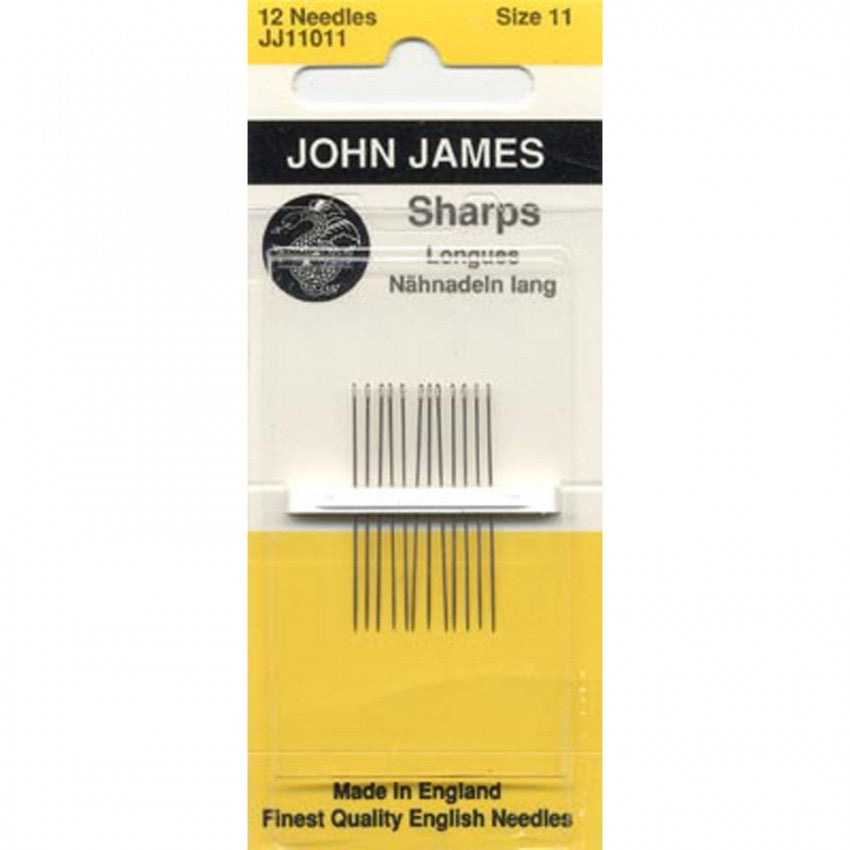 12 Needles Size 11
JJ11011
JOHN JAMES
Sharps
Longues
Nähnadeln lang
Made In England
Finest Quality English Needles